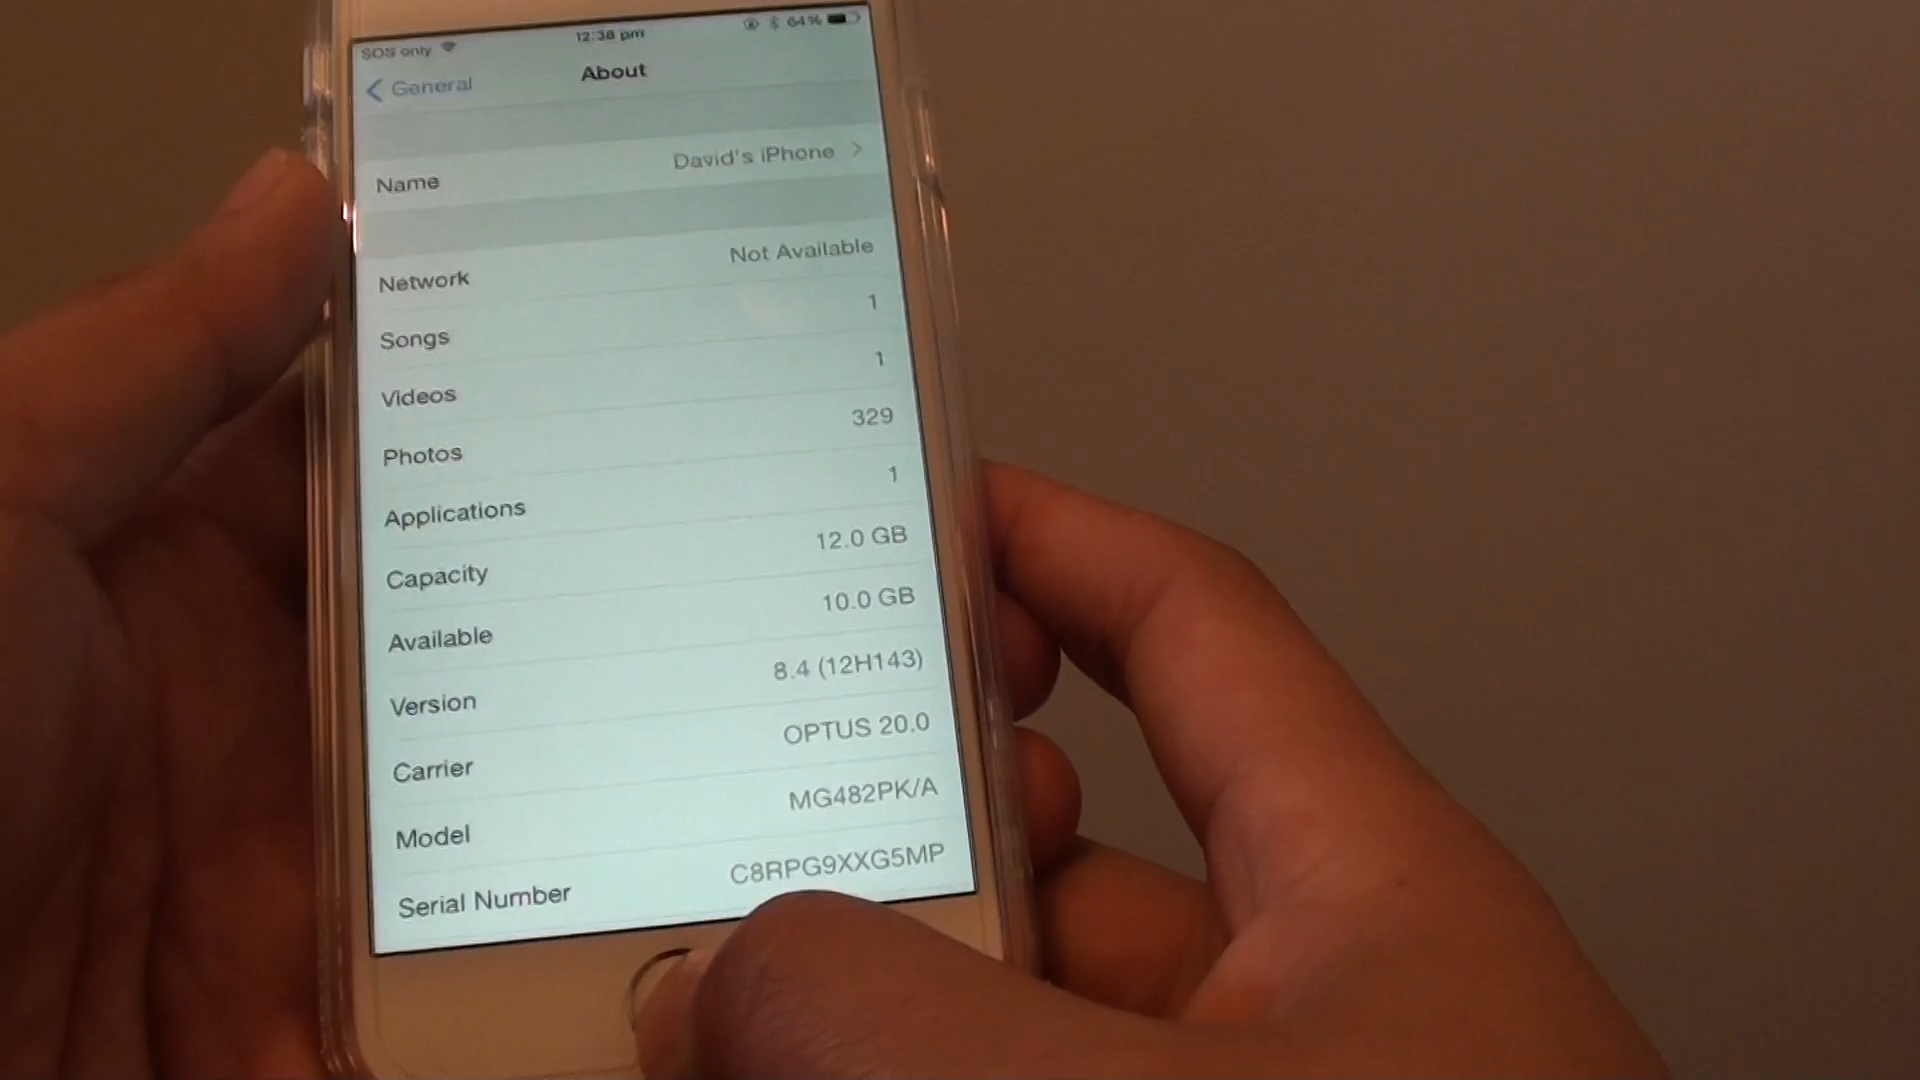 SOS only 12:38 pm 64%
General About
Name David's iPhone
Network Not Available
Songs 1
Videos 1
Photos 329
Applications 1
Capacity 12.0 GB
Available 10.0 GB
Version 8.4 (12H143)
Carrier OPTUS 20.0
Model MG482PK/A
Serial Number C8RPG9XXG5MP